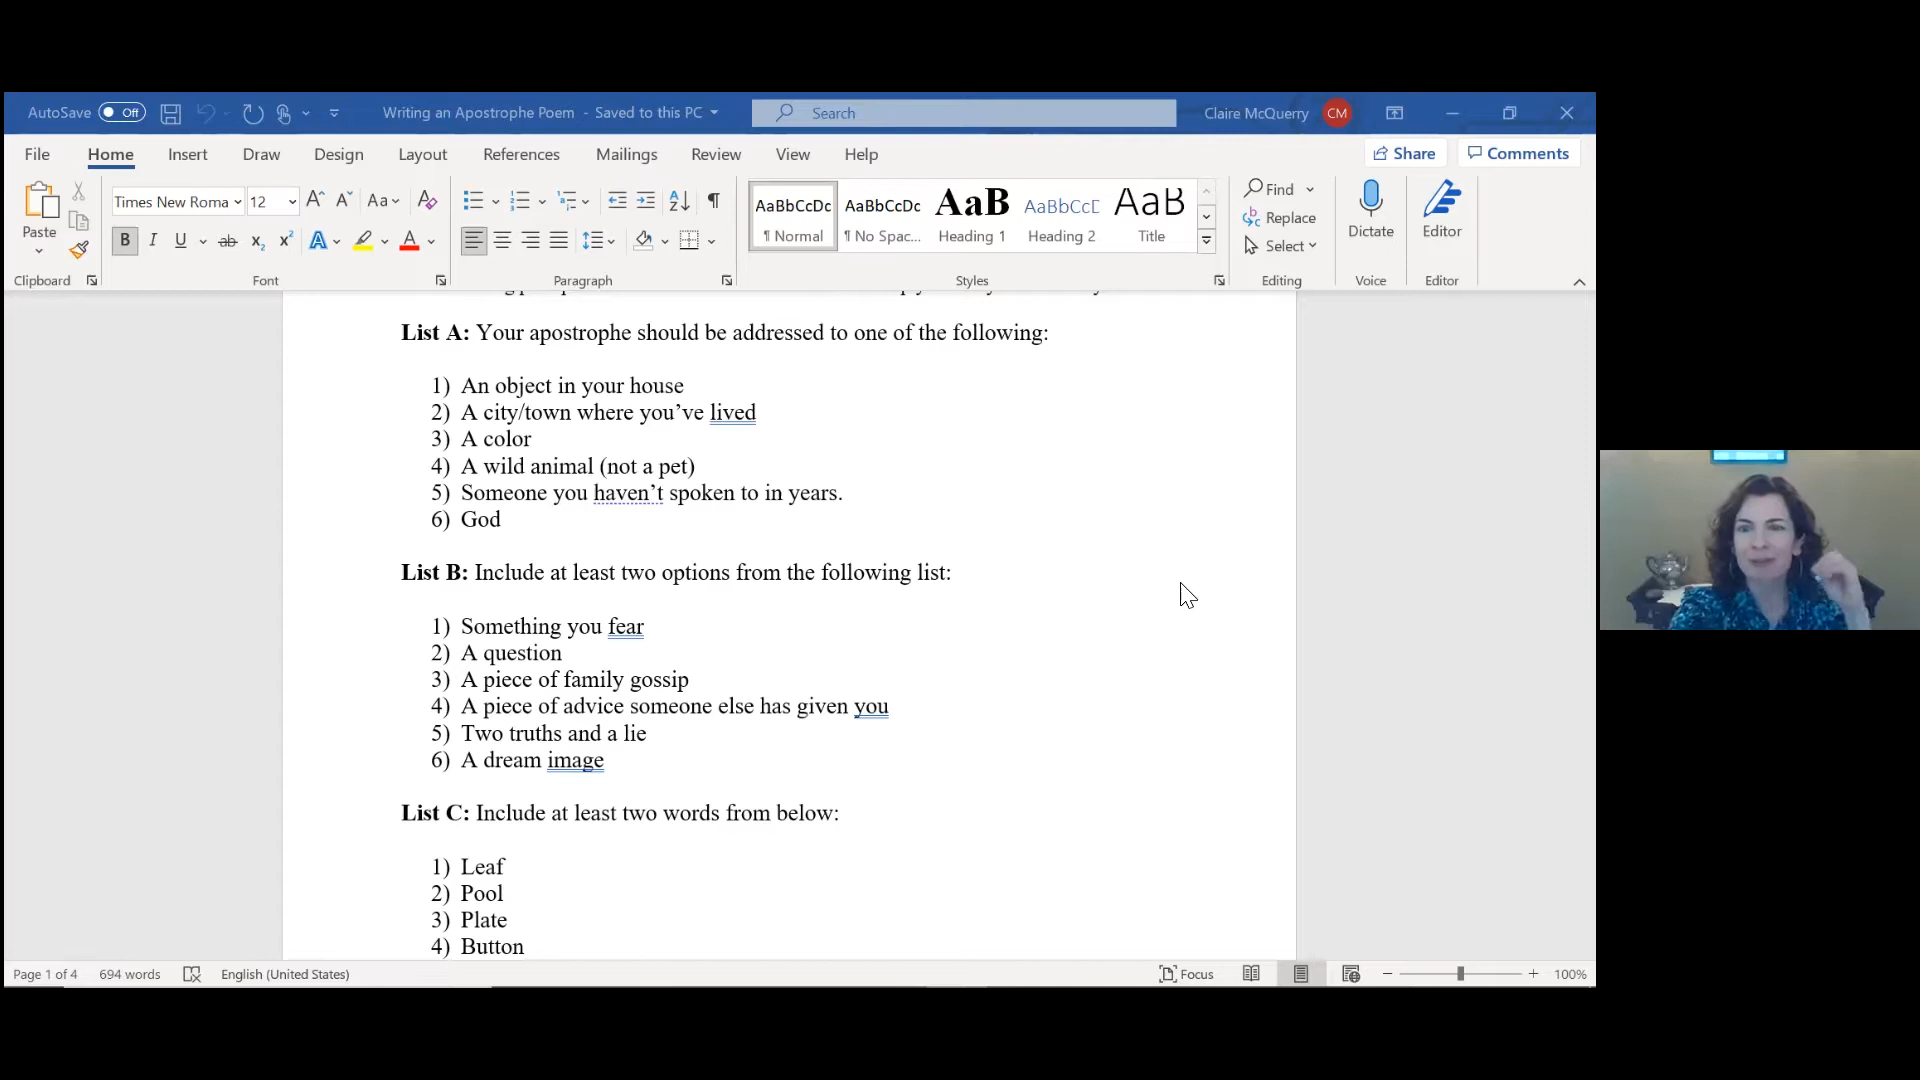 AutoSave Off Writing an Apostrophe Poem - Saved to this PC Search Claire McQuerry CM
File Home Insert Draw Design Layout References Mailings Review View Help Share Comments
Paste Times New Roma 12 Aa AaBbCcDc AaBbCcDc AaB AaBbCcD AaB Find Replace Select Dictate Editor
¶ Normal ¶ No Spac... Heading 1 Heading 2 Title
Clipboard Font Paragraph Styles Editing Voice Editor
List A: Your apostrophe should be addressed to one of the following:
1) An object in your house
2) A city/town where you’ve lived
3) A color
4) A wild animal (not a pet)
5) Someone you haven’t spoken to in years.
6) God
List B: Include at least two options from the following list:
1) Something you fear
2) A question
3) A piece of family gossip
4) A piece of advice someone else has given you
5) Two truths and a lie
6) A dream image
List C: Include at least two words from below:
1) Leaf
2) Pool
3) Plate
4) Button
Page 1 of 4 694 words English (United States) Focus 100%